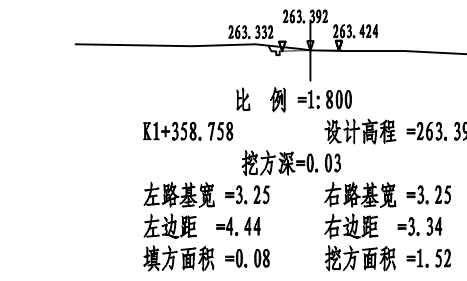 263.332 263.392 263.424
比 例 =1:800
K1+358.758 设计高程 =263.39
挖方深=0.03
左路基宽 =3.25 右路基宽 =3.25
左边距 =4.44 右边距 =3.34
填方面积 =0.08 挖方面积 =1.52